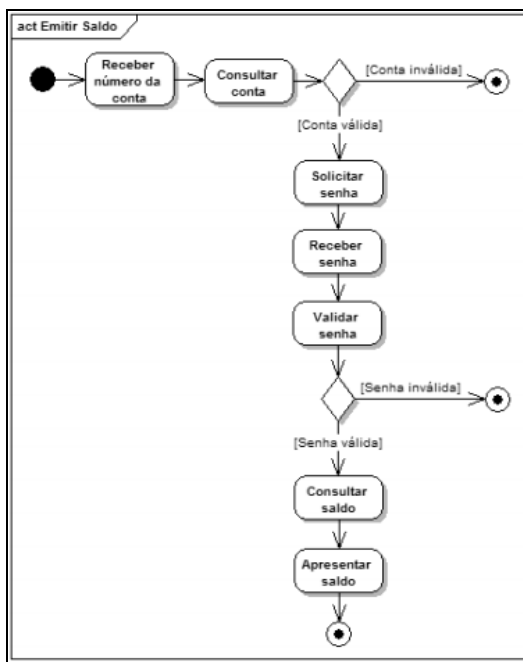 act Emitir Saldo
Receber
número da
conta
Consultar
conta
[Conta inválida]
[Conta válida]
Solicitar
senha
Receber
senha
Validar
senha
[Senha inválida]
[Senha válida]
Consultar
saldo
Apresentar
saldo